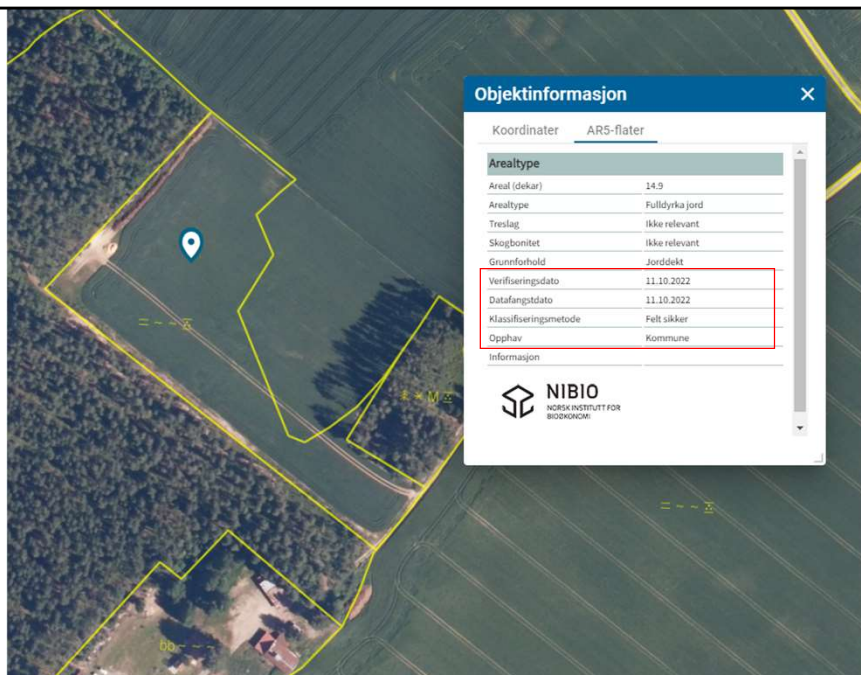 Objektinformasjon ×
Koordinater AR5-flater
Arealtype
Areal (dekar) 14.9
Arealtype Fulldyrka jord
Treslag Ikke relevant
Skogbonitet Ikke relevant
Grunnforhold Jorddekt
Verifiseringsdato 11.10.2022
Datafangstdato 11.10.2022
Klassifiseringsmetode Felt sikker
Opphav Kommune
Informasjon
NIBIO
NORSK INSTITUTT FOR
BIOØKONOMI
M
bb